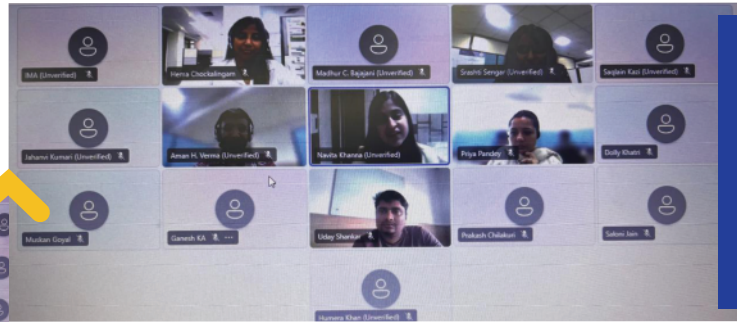 IMA (Unverified)
Hema Chockalingam
Madhur C. Bajajani (Unverified)
Srashti Sengar (Unverified)
Saqlain Kazi (Unverified)
Jahanvi Kumari (Unverified)
Aman H. Verma (Unverified)
Navita Khanna (Unverified)
Priya Pandey
Dolly Khatri
Muskan Goyal
Ganesh KA
Uday Shankar
Prakash Chilakuri
Saloni Jain
Humera Khan (Unverified)